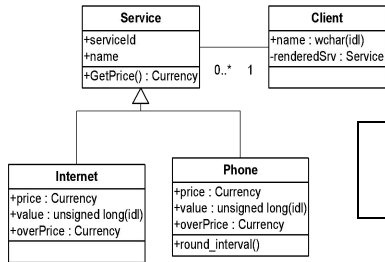 Service
+serviceId
+name
+GetPrice() : Currency
Client
+name : wchar(idl)
-renderedSrv : Service
0..* 1
Internet
+price : Currency
+value : unsigned long(idl)
+overPrice : Currency
Phone
+price : Currency
+value : unsigned long(idl)
+overPrice : Currency
+round_interval()